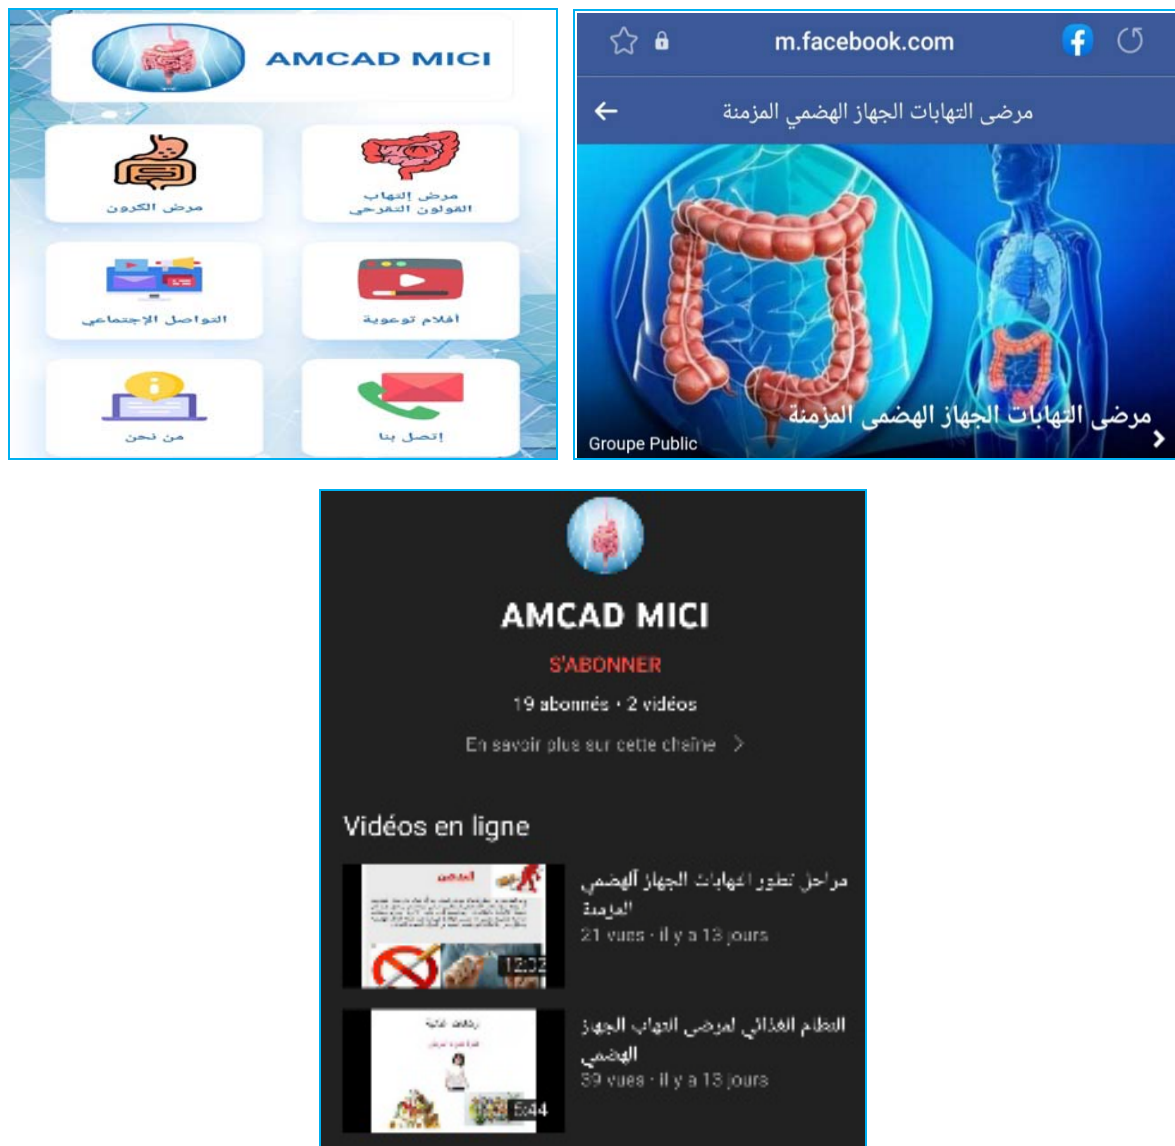 AMCAD MICI
مرض إلتهاب
القولون التقرحي
مرض الكرون
أفلام توعوية
التواصل الإجتماعي
إتصل بنا
من نحن
m.facebook.com
مرضى التهابات الجهاز الهضمي المزمنة
مرضى التهابات الجهاز الهضمي المزمنة
Groupe Public
AMCAD MICI
S'ABONNER
19 abonnés • 2 vidéos
En savoir plus sur cette chaîne
Vidéos en ligne
مراحل تطور التهابات الجهاز ألهضمي
المزمنة
21 vues · il y a 13 jours
التدخين
12:02
النظام الغذائي لمرضى التهاب الجهاز
الهضمي
39 vues · il y a 13 jours
5:44